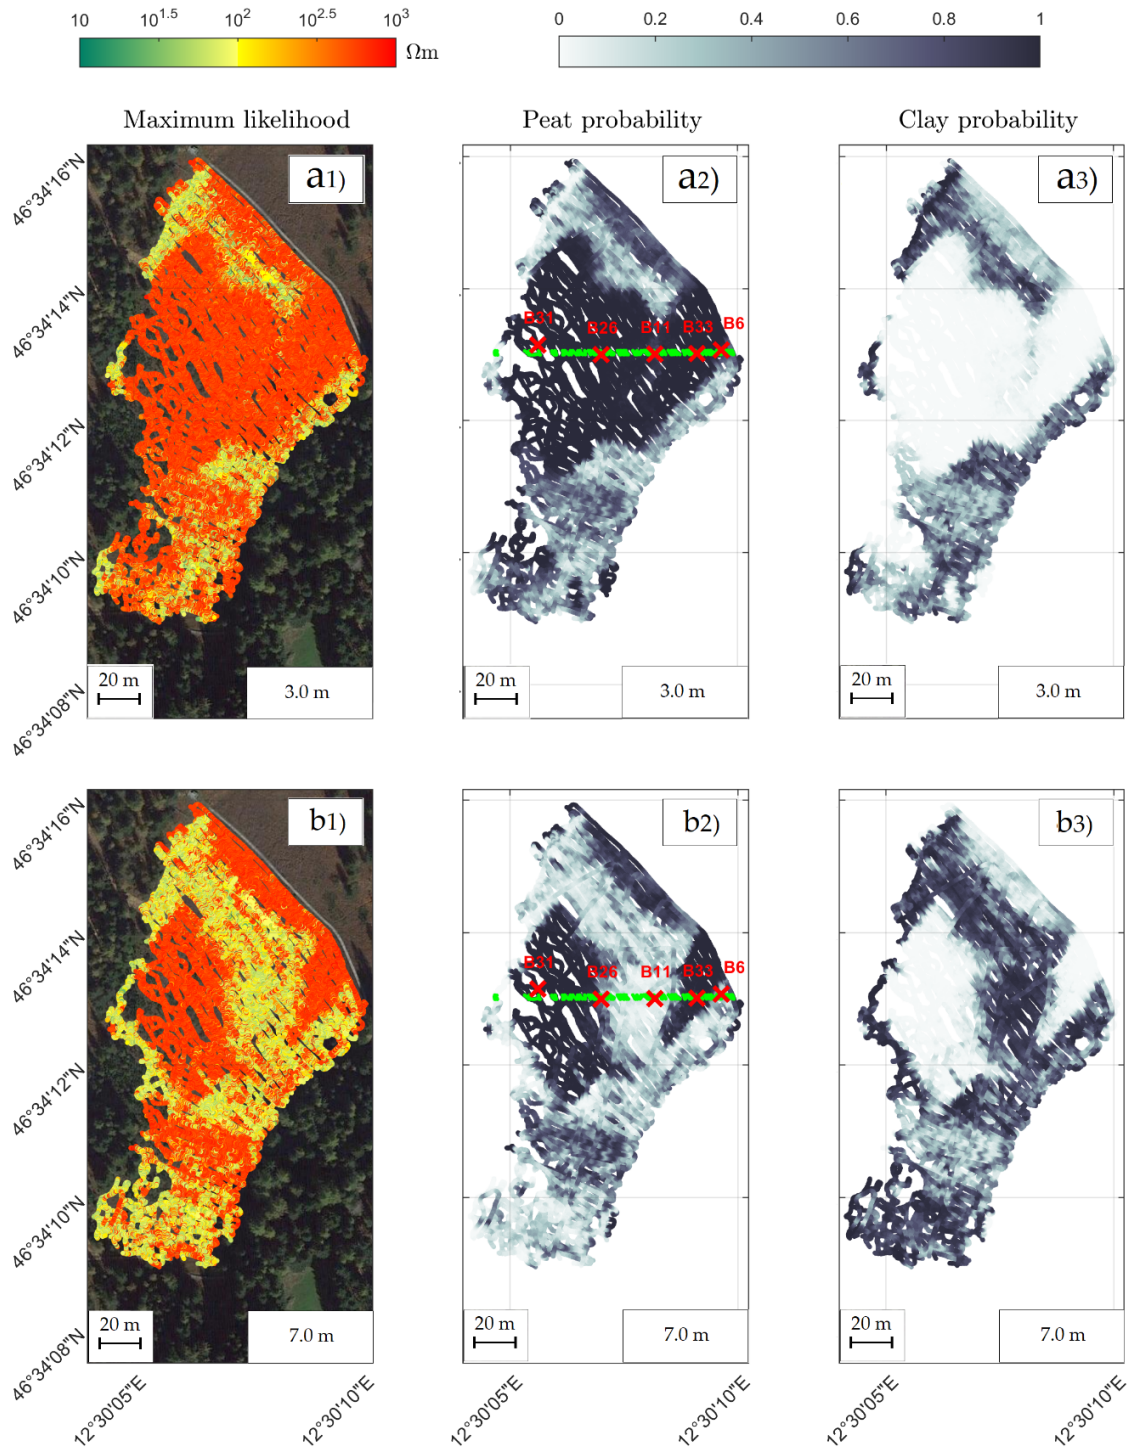 10 10^1.5 10^2 10^2.5 10^3 Ωm
0 0.2 0.4 0.6 0.8 1
Maximum likelihood
Peat probability
Clay probability
46°34'16"N
46°34'14"N
46°34'12"N
46°34'10"N
46°34'08"N
a1)
20 m
3.0 m
a2)
B31
B26
B11
B33
B6
20 m
3.0 m
a3)
20 m
3.0 m
46°34'16"N
46°34'14"N
46°34'12"N
46°34'10"N
46°34'08"N
b1)
20 m
7.0 m
b2)
B31
B26
B11
B33
B6
20 m
7.0 m
b3)
20 m
7.0 m
12°30'05"E
12°30'10"E
12°30'05"E
12°30'10"E
12°30'05"E
12°30'10"E